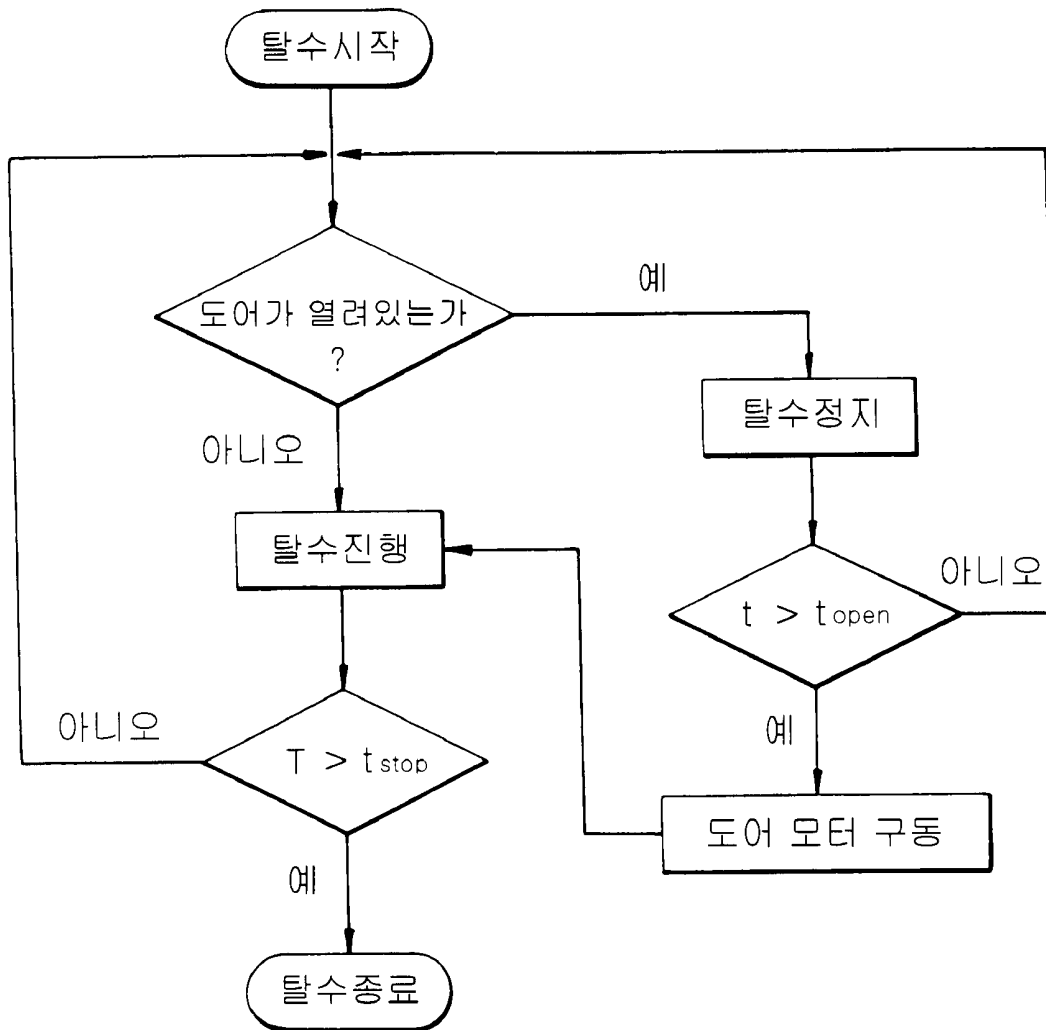 탈수시작
도어가 열려있는가
?
예
아니오
탈수정지
탈수진행
t > topen
아니오
예
T > tstop
아니오
도어 모터 구동
예
탈수종료